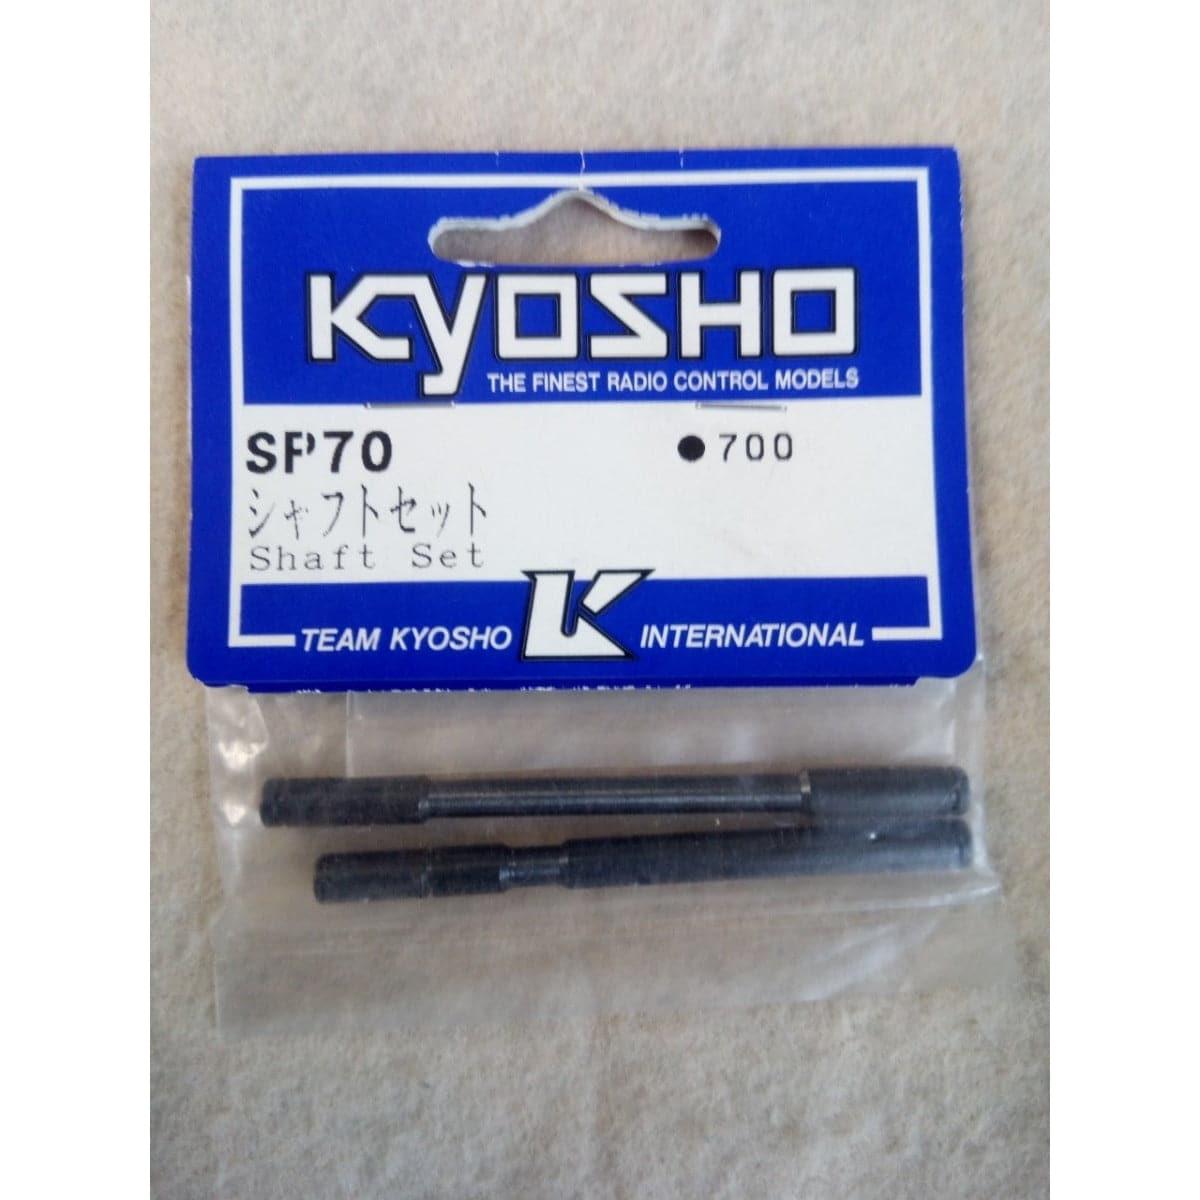 KYOSHO
THE FINEST RADIO CONTROL MODELS
SP70 ●700
シャフトセット
Shaft Set
TEAM KYOSHO K INTERNATIONAL